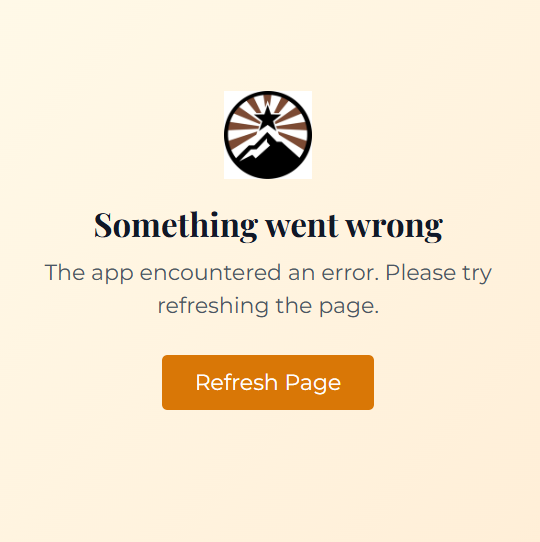 Something went wrong
The app encountered an error. Please try
refreshing the page.
Refresh Page